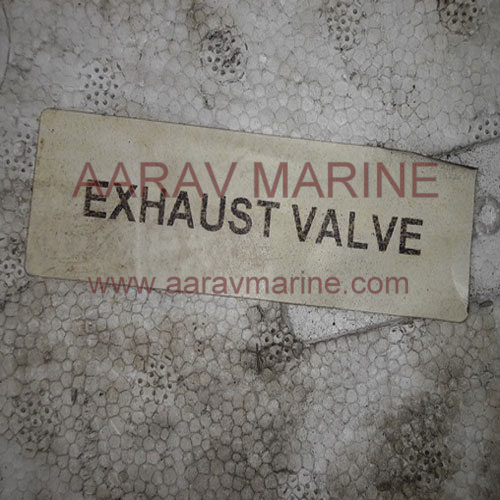 AARAV MARINE
EXHAUST VALVE
www.aaravmarine.com